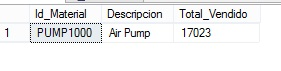 Id_Material Descripcion Total_Vendido
1 PUMP1000 Air Pump 17023